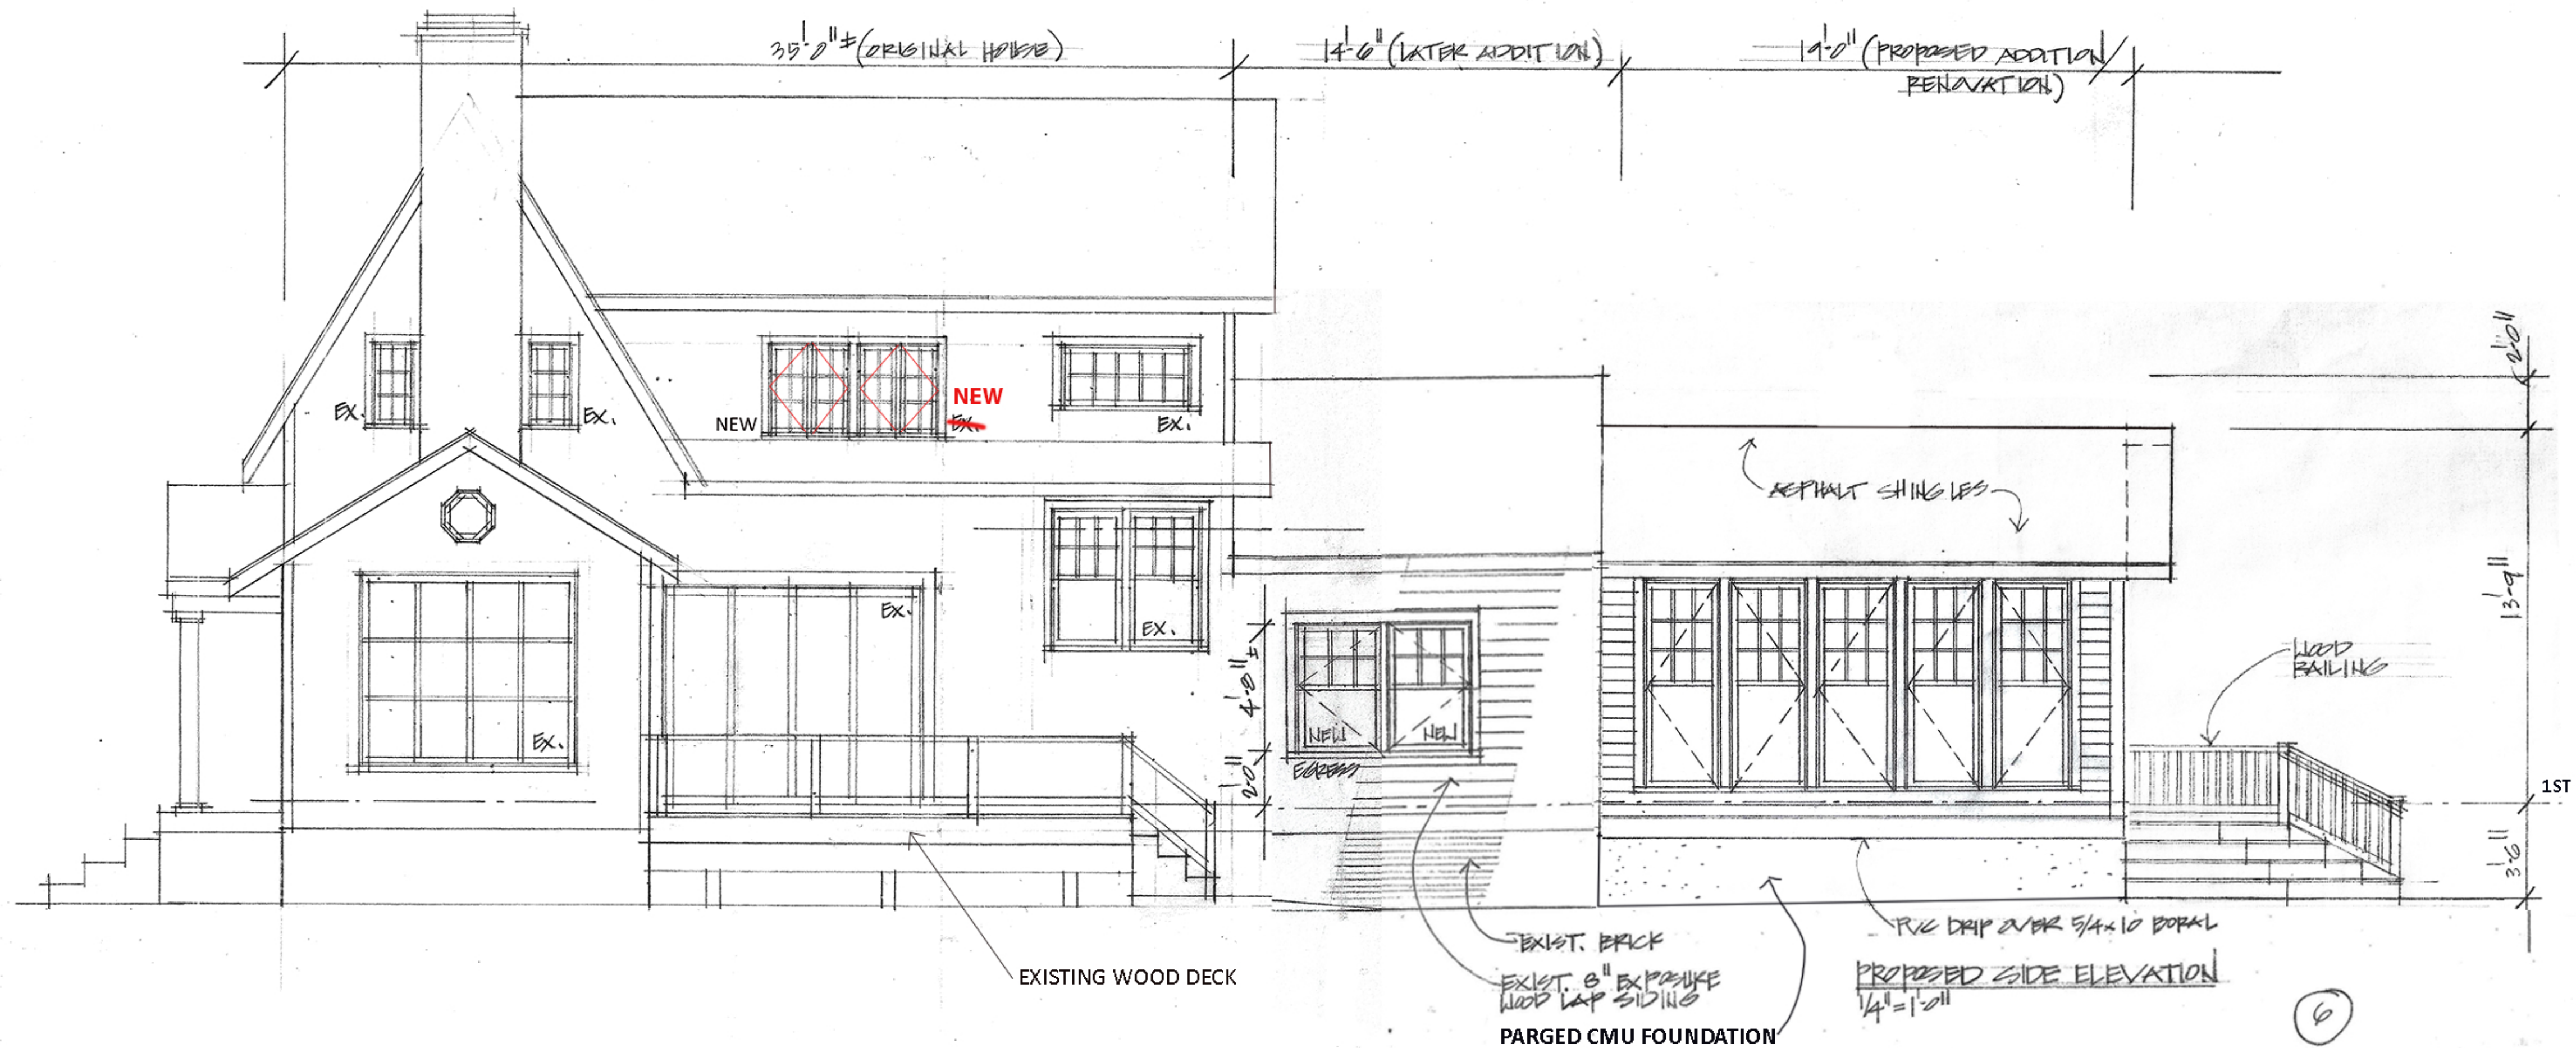 35'-0"± (ORIGINAL HOUSE)
14'-6" (LATER ADDITION)
19'-0" (PROPOSED ADDITION/
RENOVATION)
2'-0"
EX.
EX.
NEW
NEW
EX.
EX.
ASPHALT SHINGLES
13'-9"
EX.
EX.
EX.
4'-8"±
2'-0"
NEW
NEW
EGRESS
WOOD
RAILING
1ST
3'-6"
EXISTING WOOD DECK
EXIST. BRICK
EXIST. 8" EXPOSURE
WOOD LAP SIDING
PARGED CMU FOUNDATION
PVC DRIP OVER 5/4x10 BORAL
PROPOSED SIDE ELEVATION
1/4"=1'-0"
6